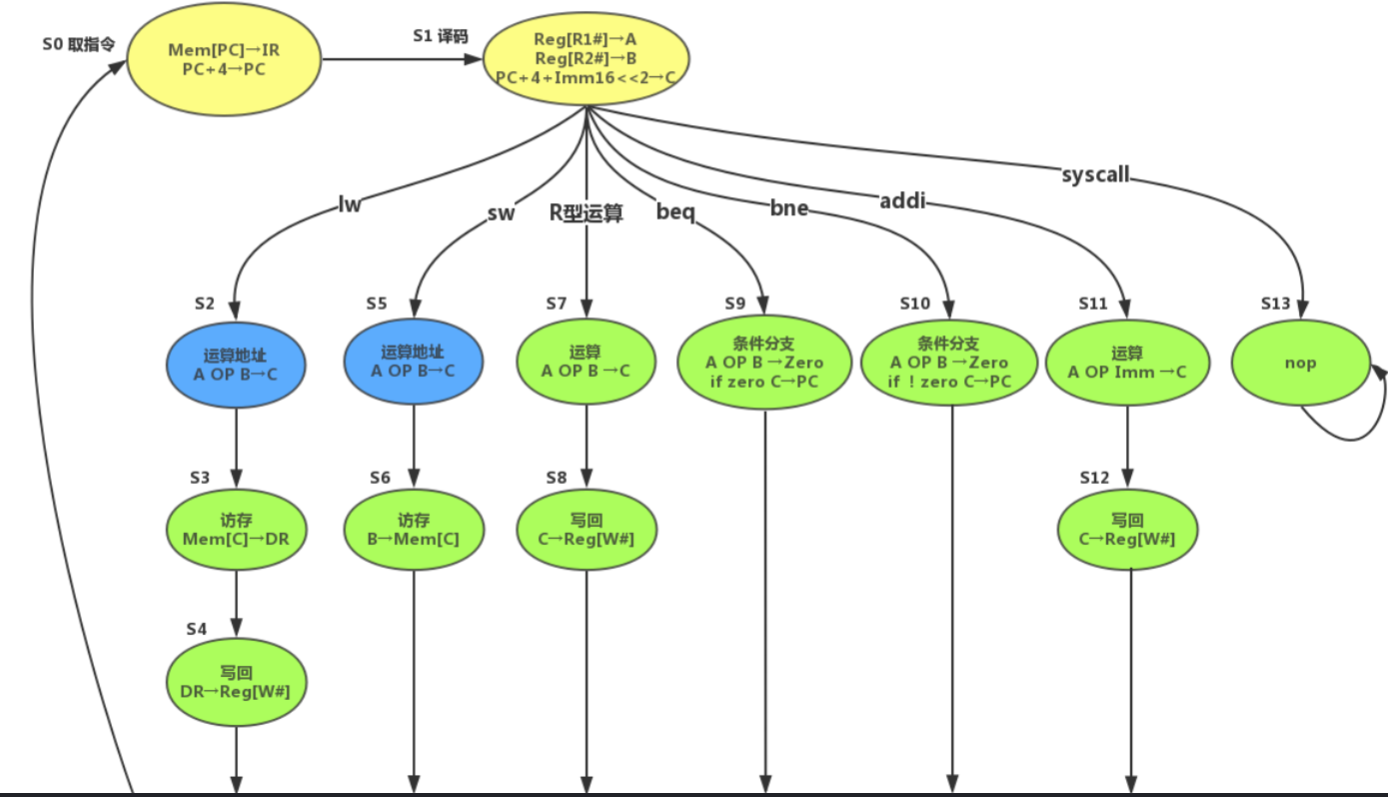 S0 取指令
Mem[PC]→IR
PC+4→PC
S1 译码
Reg[R1#]→A
Reg[R2#]→B
PC+4+Imm16<<2→C
lw
sw
R型运算
beq
bne
addi
syscall
S2
运算地址
A OP B→C
S5
运算地址
A OP B→C
S7
运算
A OP B →C
S9
条件分支
A OP B →Zero
if zero C→PC
S10
条件分支
A OP B →Zero
if ! zero C→PC
S11
运算
A OP Imm →C
S13
nop
S3
访存
Mem[C]→DR
S6
访存
B→Mem[C]
S8
写回
C→Reg[W#]
S12
写回
C→Reg[W#]
S4
写回
DR→Reg[W#]